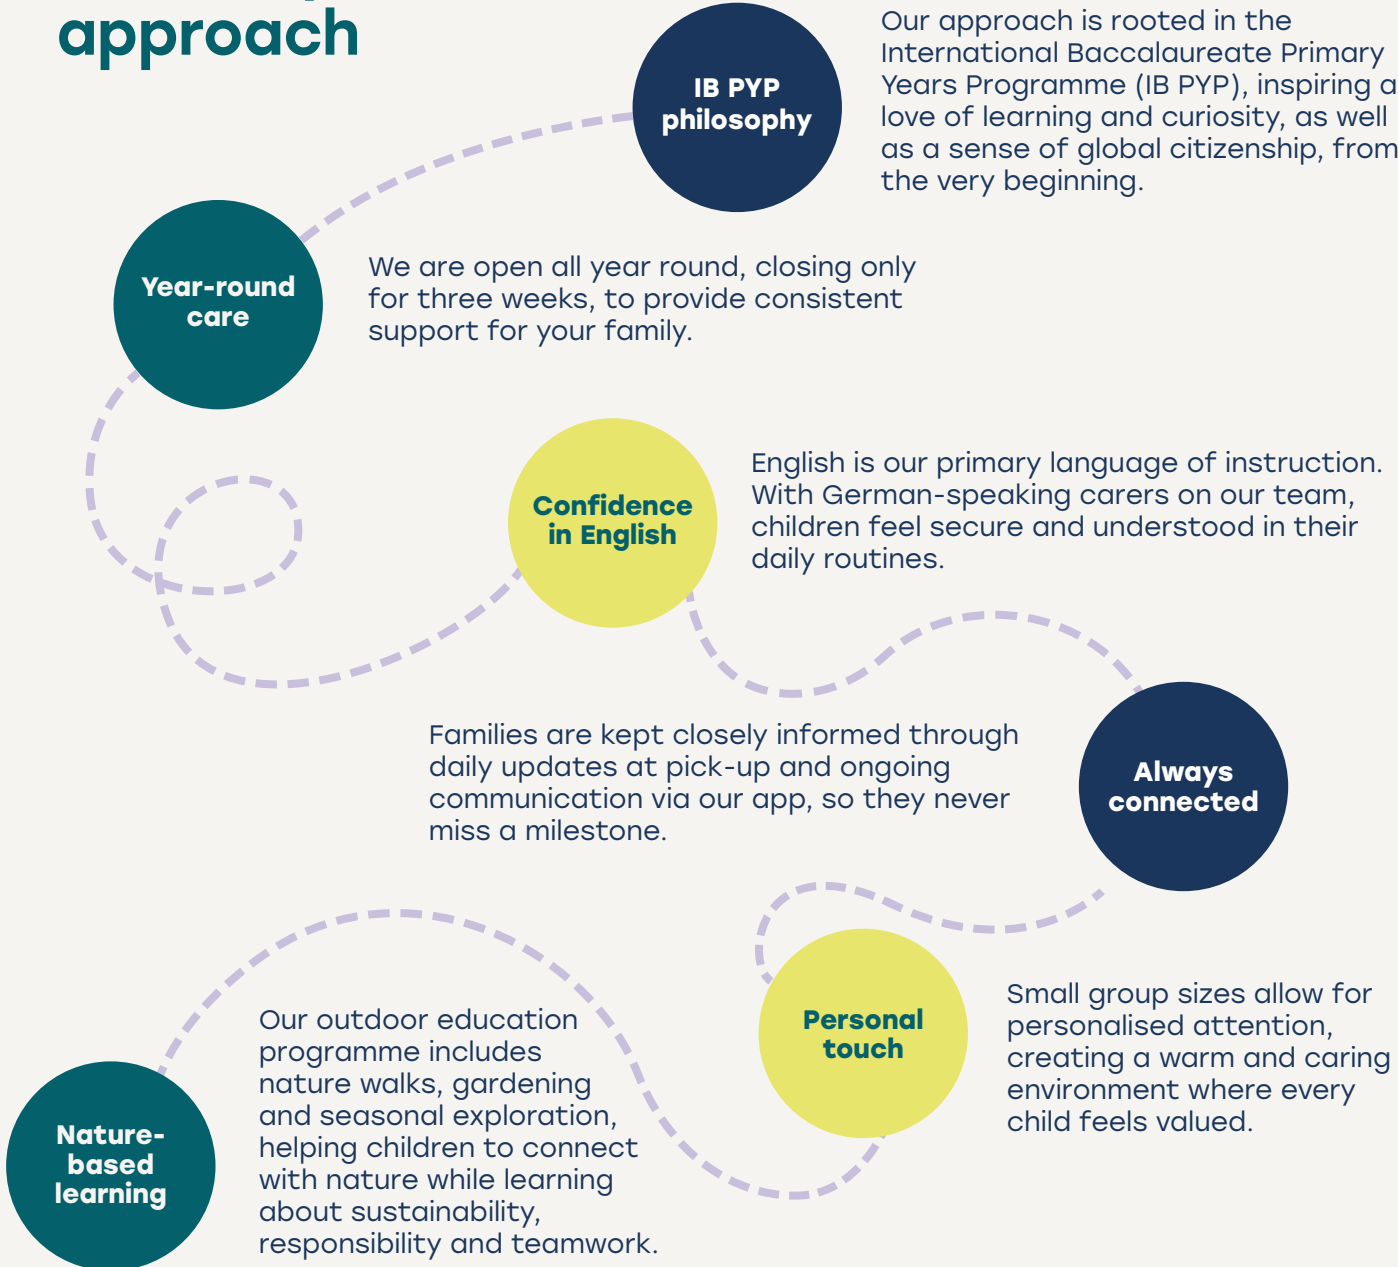 approach
IB PYP
philosophy
Our approach is rooted in the
International Baccalaureate Primary
Years Programme (IB PYP), inspiring a
love of learning and curiosity, as well
as a sense of global citizenship, from
the very beginning.
Year-round
care
We are open all year round, closing only
for three weeks, to provide consistent
support for your family.
Confidence
in English
English is our primary language of instruction.
With German-speaking carers on our team,
children feel secure and understood in their
daily routines.
Families are kept closely informed through
daily updates at pick-up and ongoing
communication via our app, so they never
miss a milestone.
Always
connected
Personal
touch
Small group sizes allow for
personalised attention,
creating a warm and caring
environment where every
child feels valued.
Nature-
based
learning
Our outdoor education
programme includes
nature walks, gardening
and seasonal exploration,
helping children to connect
with nature while learning
about sustainability,
responsibility and teamwork.